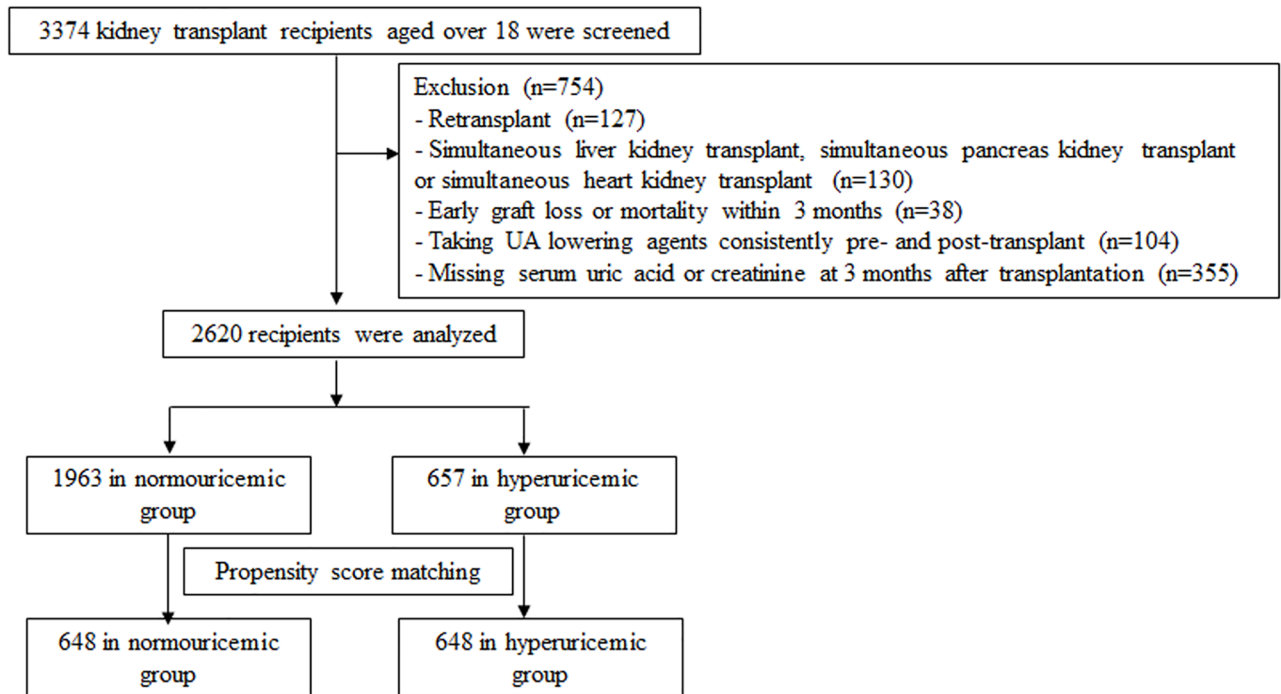 3374 kidney transplant recipients aged over 18 were screened
Exclusion (n=754)
- Retransplant (n=127)
- Simultaneous liver kidney transplant, simultaneous pancreas kidney transplant
or simultaneous heart kidney transplant (n=130)
- Early graft loss or mortality within 3 months (n=38)
- Taking UA lowering agents consistently pre- and post-transplant (n=104)
- Missing serum uric acid or creatinine at 3 months after transplantation (n=355)
2620 recipients were analyzed
1963 in normouricemic
group
657 in hyperuricemic
group
Propensity score matching
648 in normouricemic
group
648 in hyperuricemic
group